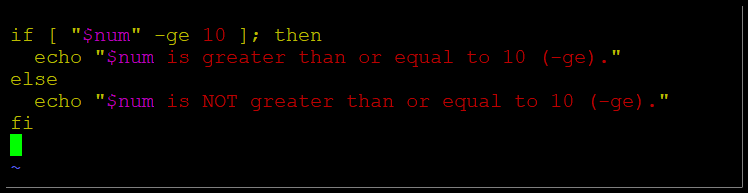 if [ "$num" -ge 10 ]; then
  echo "$num is greater than or equal to 10 (-ge)."
else
  echo "$num is NOT greater than or equal to 10 (-ge)."
fi
~